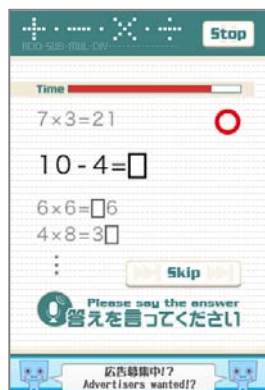 + - × ÷
ADD-SUB-MUL-DIV
Stop
Time
7×3=21
10-4=□
6×6=□6
4×8=3□
⋮
Skip
Please say the answer
答えを言ってください
広告募集中!?
Advertisers wanted!?